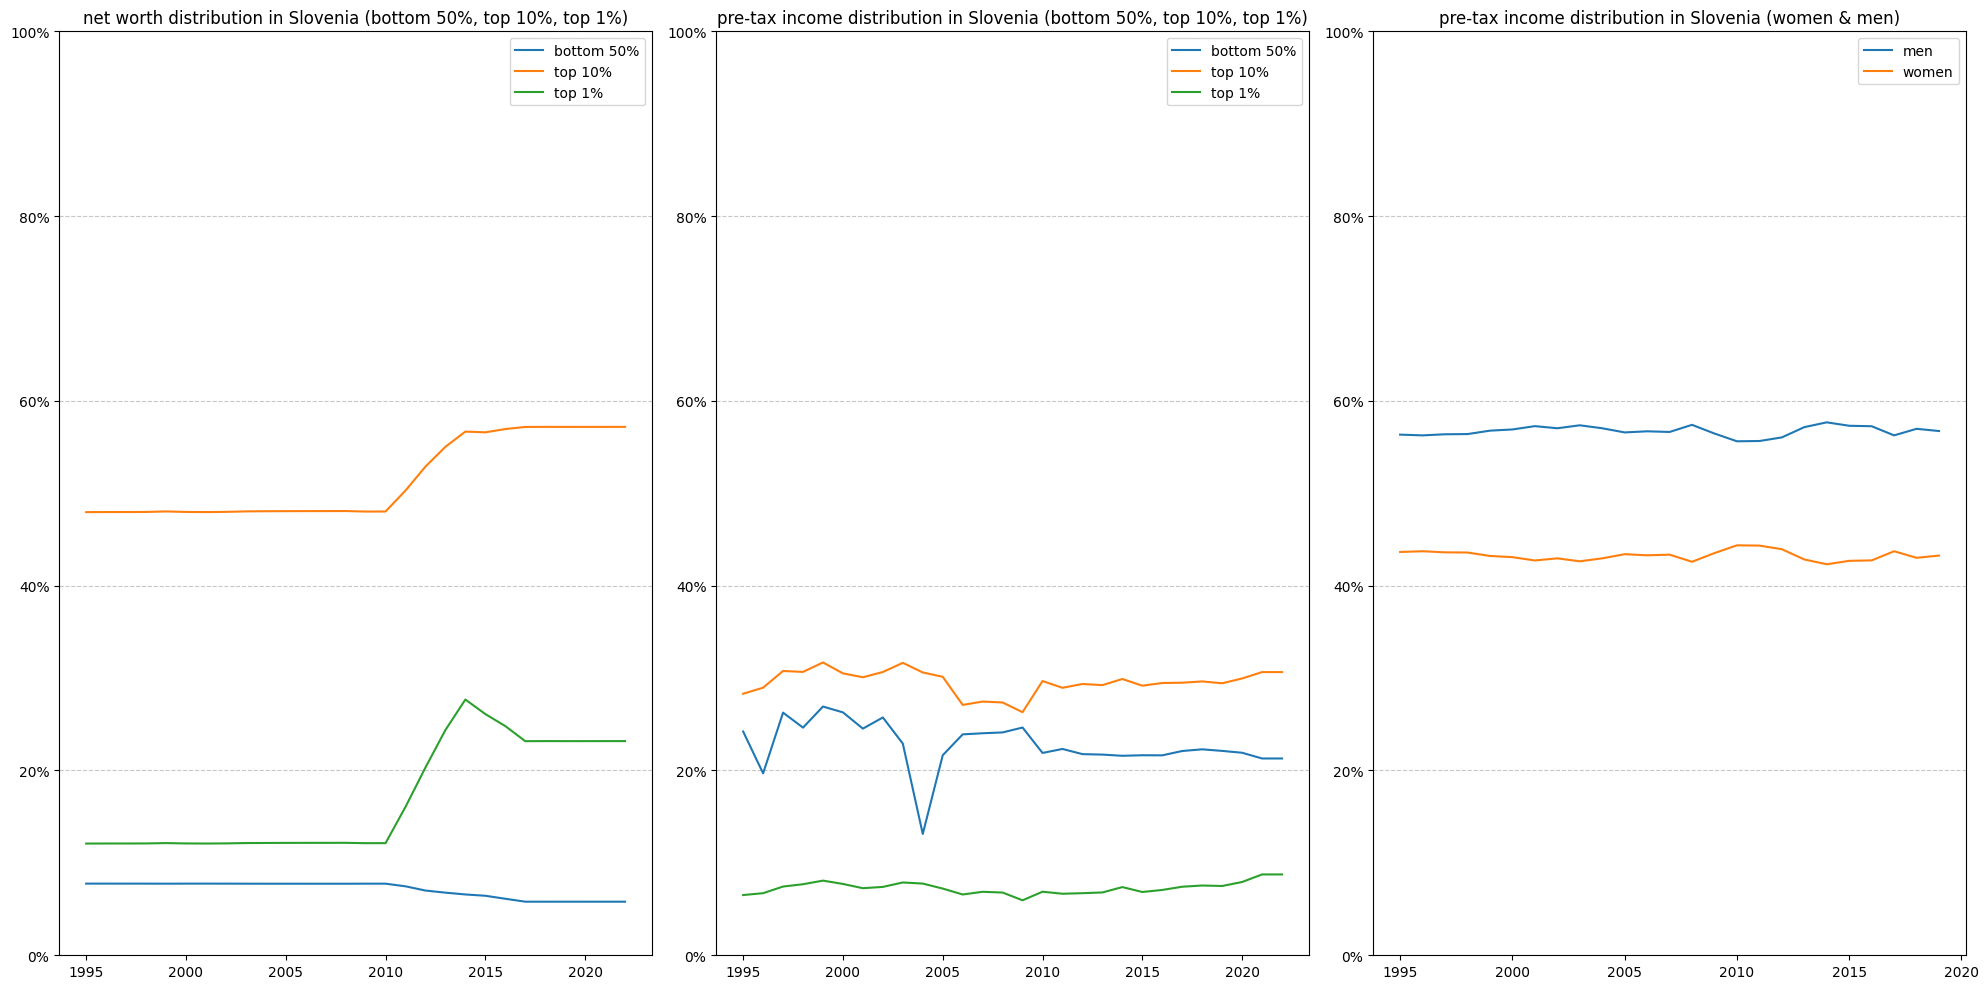 net worth distribution in Slovenia (bottom 50%, top 10%, top 1%)
100%
80%
60%
40%
20%
0%
1995 2000 2005 2010 2015 2020
bottom 50%
top 10%
top 1%
pre-tax income distribution in Slovenia (bottom 50%, top 10%, top 1%)
100%
80%
60%
40%
20%
0%
1995 2000 2005 2010 2015 2020
bottom 50%
top 10%
top 1%
pre-tax income distribution in Slovenia (women & men)
100%
80%
60%
40%
20%
0%
1995 2000 2005 2010 2015 2020
men
women